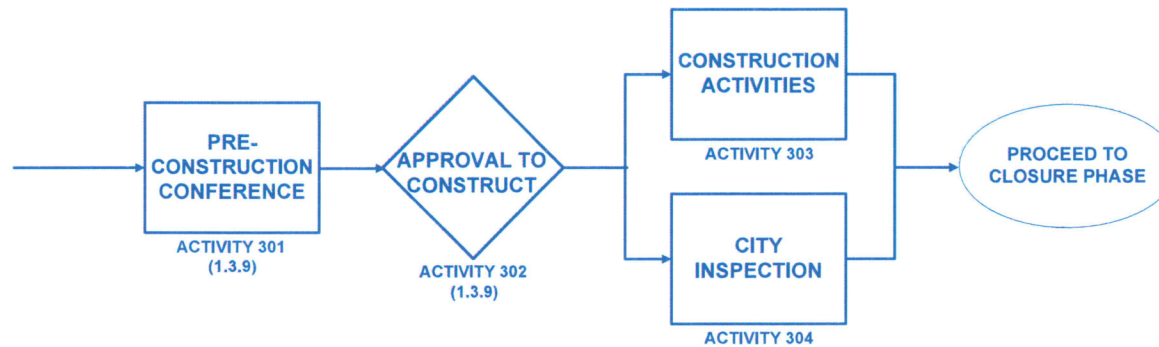 PRE-
CONSTRUCTION
CONFERENCE
ACTIVITY 301
(1.3.9)
APPROVAL TO
CONSTRUCT
ACTIVITY 302
(1.3.9)
CONSTRUCTION
ACTIVITIES
ACTIVITY 303
CITY
INSPECTION
ACTIVITY 304
PROCEED TO
CLOSURE PHASE